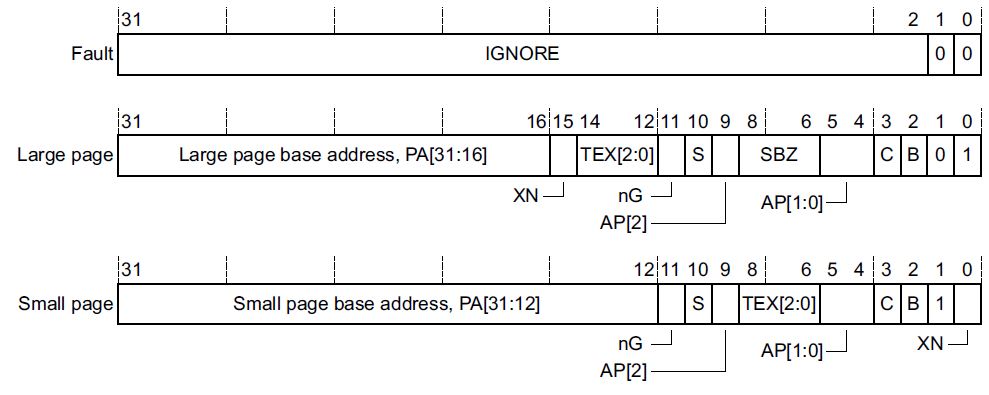 31 2 1 0
Fault IGNORE 0 0
31 16 15 14 12 11 10 9 8 6 5 4 3 2 1 0
Large page Large page base address, PA[31:16] TEX[2:0] S SBZ C B 0 1
XN nG AP[1:0]
AP[2]
31 12 11 10 9 8 6 5 4 3 2 1 0
Small page Small page base address, PA[31:12] S TEX[2:0] C B 1
nG AP[1:0] XN
AP[2]